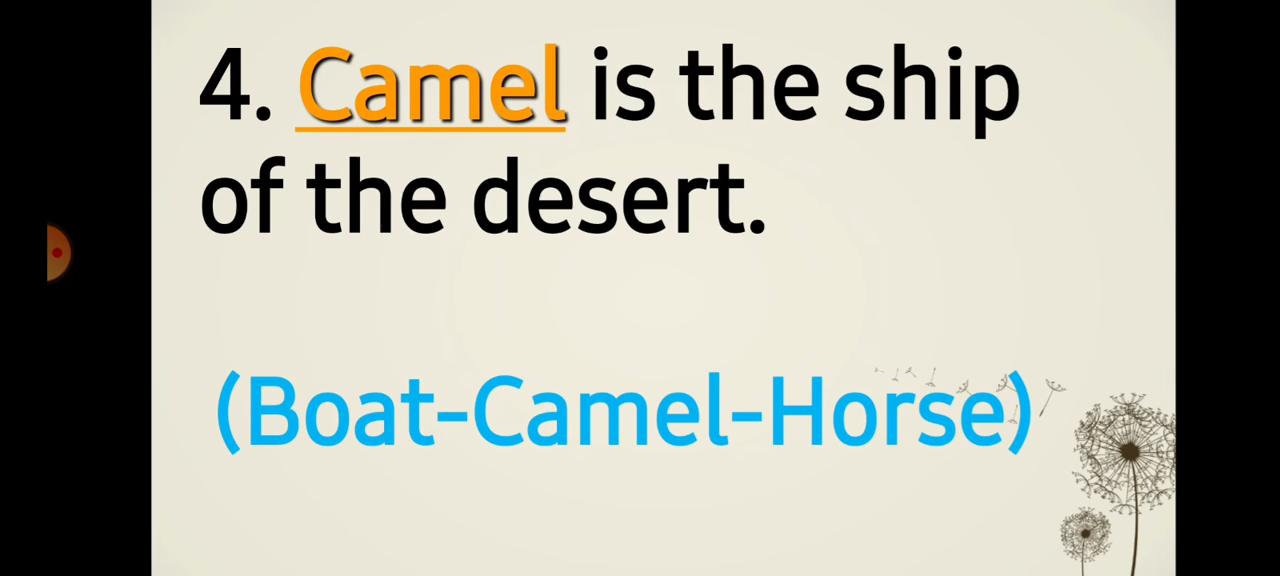 4. Camel is the ship
of the desert.
(Boat-Camel-Horse)